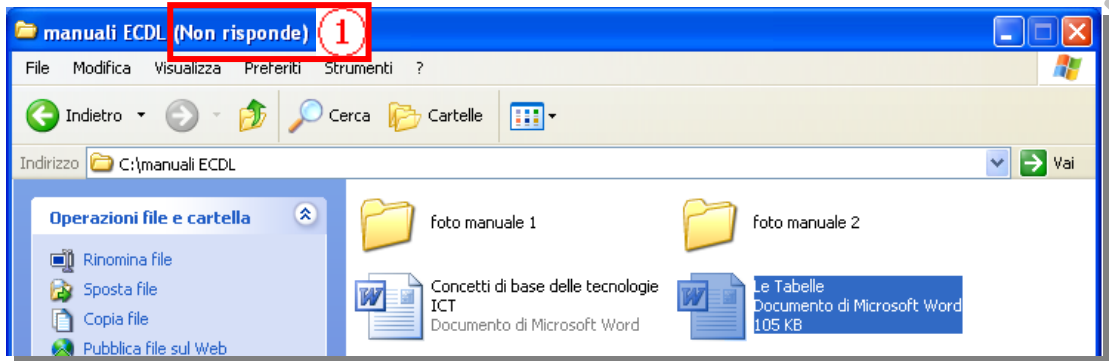 manuali ECDL (Non risponde) 1
File Modifica Visualizza Preferiti Strumenti ?
Indietro Cerca Cartelle
Indirizzo C:\manuali ECDL Vai
Operazioni file e cartella
Rinomina file
Sposta file
Copia file
Pubblica file sul Web
foto manuale 1
foto manuale 2
Concetti di base delle tecnologie
ICT
Documento di Microsoft Word
Le Tabelle
Documento di Microsoft Word
105 KB